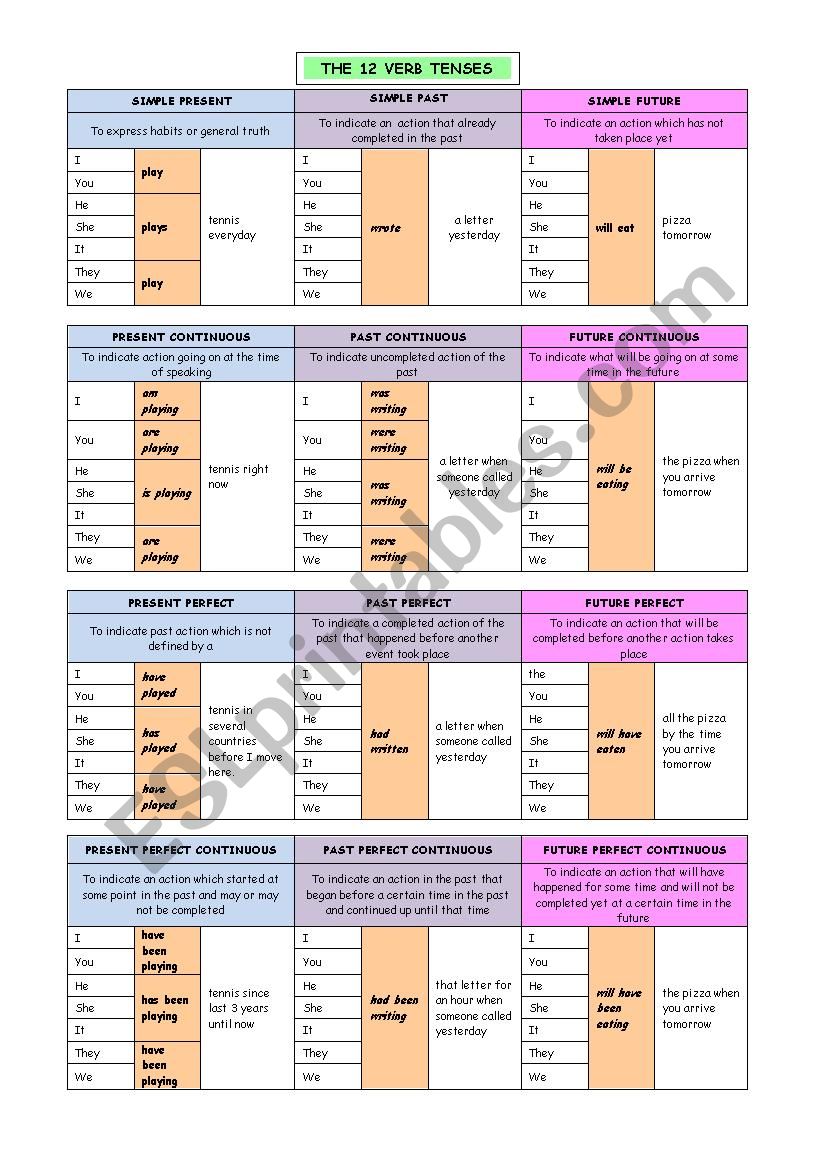 THE 12 VERB TENSES
SIMPLE PRESENT
To express habits or general truth
I
You
He
She
It
They
We
play
plays
play
tennis
everyday
SIMPLE PAST
To indicate an action that already
completed in the past
I
You
He
She
It
They
We
wrote
a letter
yesterday
SIMPLE FUTURE
To indicate an action which has not
taken place yet
I
You
He
She
It
They
We
will eat
pizza
tomorrow
PRESENT CONTINUOUS
To indicate action going on at the time
of speaking
I
You
He
She
It
They
We
am
playing
are
playing
is playing
are
playing
tennis right
now
PAST CONTINUOUS
To indicate uncompleted action of the
past
I
You
He
She
It
They
We
was
writing
were
writing
was
writing
were
writing
a letter when
someone called
yesterday
FUTURE CONTINUOUS
To indicate what will be going on at some
time in the future
I
You
He
She
It
They
We
will be
eating
the pizza when
you arrive
tomorrow
PRESENT PERFECT
To indicate past action which is not
defined by a
I
You
He
She
It
They
We
have
played
has
played
have
played
tennis in
several
countries
before I move
here.
PAST PERFECT
To indicate a completed action of the
past that happened before another
event took place
I
You
He
She
It
They
We
had
written
a letter when
someone called
yesterday
FUTURE PERFECT
To indicate an action that will be
completed before another action takes
place
the
You
He
She
It
They
We
will have
eaten
all the pizza
by the time
you arrive
tomorrow
PRESENT PERFECT CONTINUOUS
To indicate an action which started at
some point in the past and may or may
not be completed
I
You
He
She
It
They
We
have
been
playing
has been
playing
have
been
playing
tennis since
last 3 years
until now
PAST PERFECT CONTINUOUS
To indicate an action in the past that
began before a certain time in the past
and continued up until that time
I
You
He
She
It
They
We
had been
writing
that letter for
an hour when
someone called
yesterday
FUTURE PERFECT CONTINUOUS
To indicate an action that will have
happened for some time and will not be
completed yet at a certain time in the
future
I
You
He
She
It
They
We
will have
been
eating
the pizza when
you arrive
tomorrow
ESLprintables.com